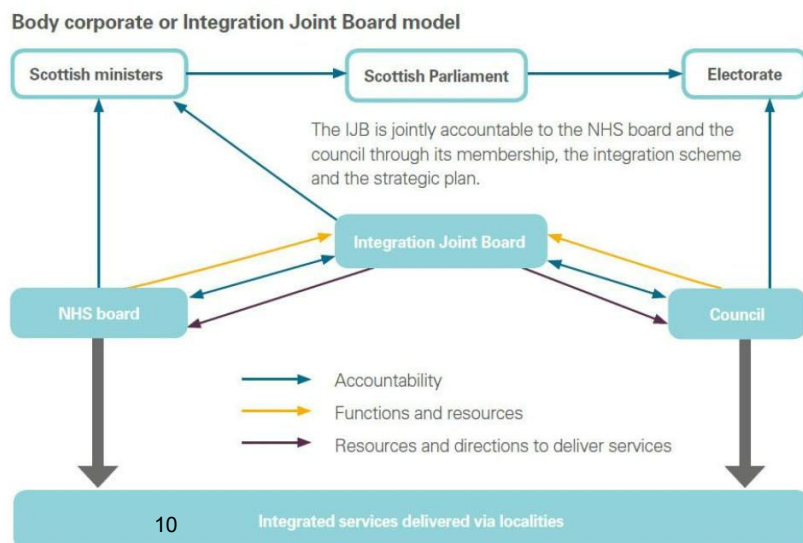 Body corporate or Integration Joint Board model
Scottish ministers
Scottish Parliament
Electorate
The IJB is jointly accountable to the NHS board and the
council through its membership, the integration scheme
and the strategic plan.
Integration Joint Board
NHS board
Council
Accountability
Functions and resources
Resources and directions to deliver services
10
Integrated services delivered via localities